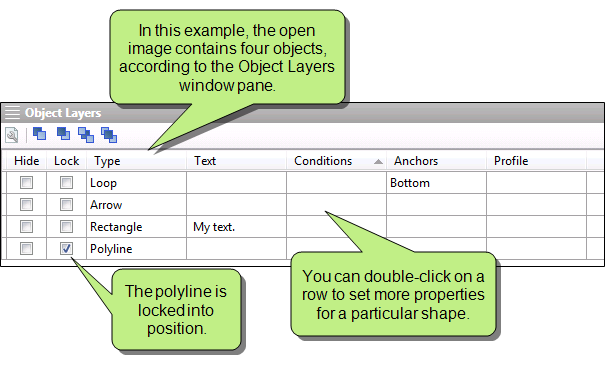 In this example, the open
image contains four objects,
according to the Object Layers
window pane.
Object Layers
Hide Lock Type Text Conditions Anchors Profile
Loop Bottom
Arrow
Rectangle My text.
Polyline
The polyline is
locked into
position.
You can double-click on a
row to set more properties
for a particular shape.